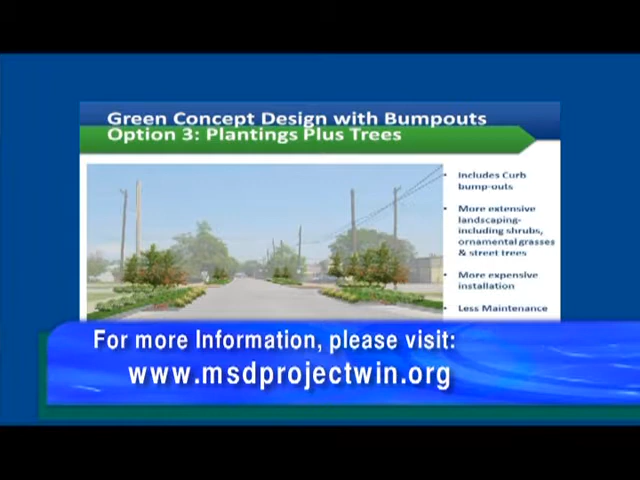 Green Concept Design with Bumpouts
Option 3: Plantings Plus Trees
• Includes Curb
bump-outs
• More extensive
landscaping-
including shrubs,
ornamental grasses
& street trees
• More expensive
installation
• Less Maintenance
For more Information, please visit:
www.msdprojectwin.org